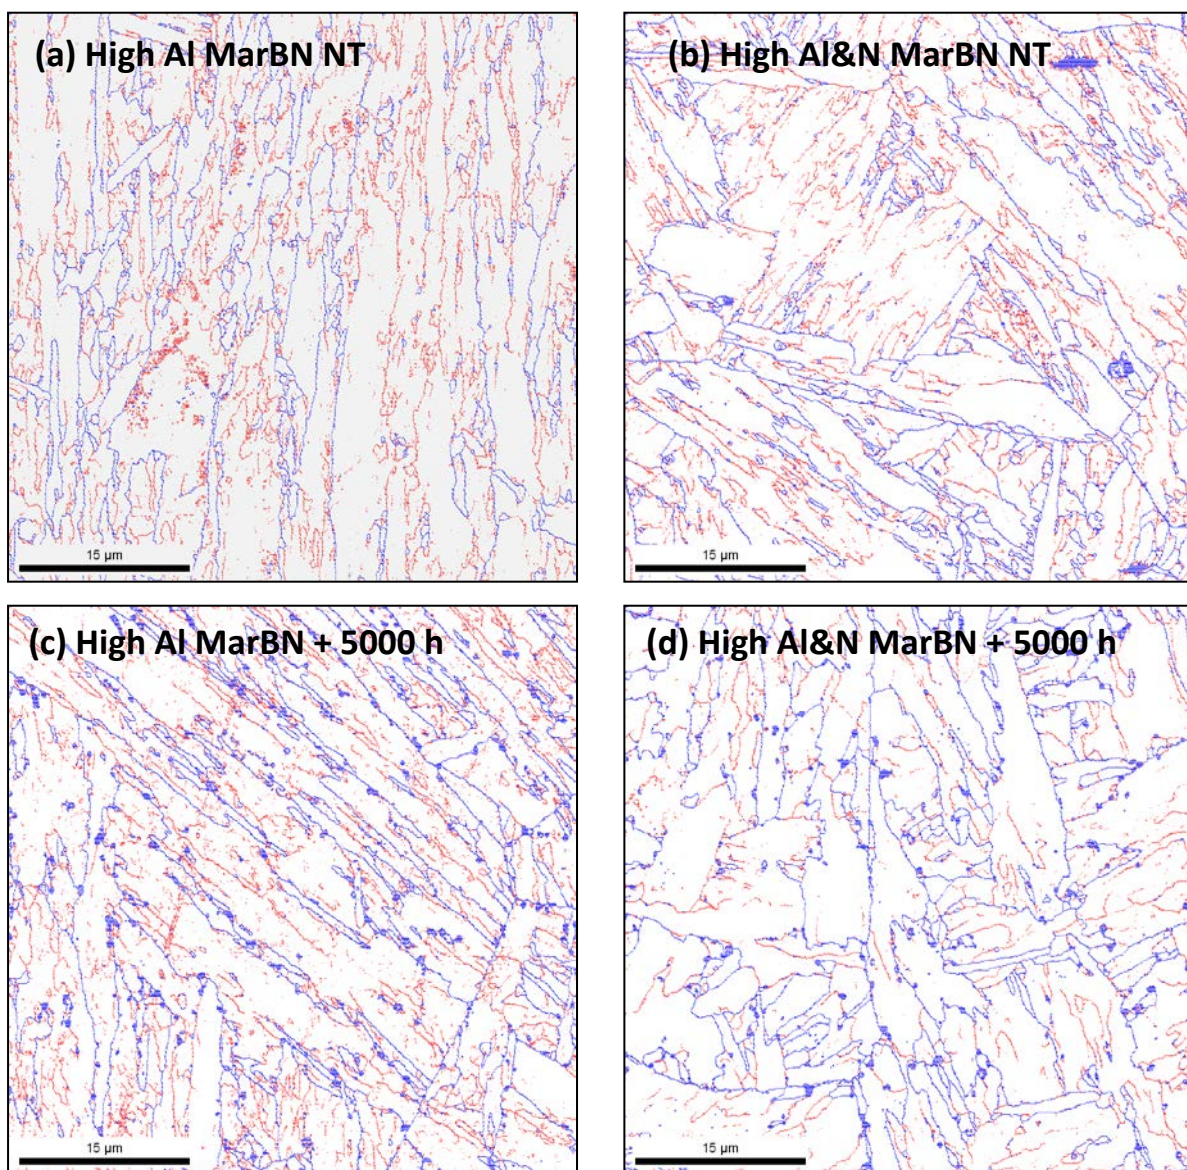 (a) High Al MarBN NT
(b) High Al&N MarBN NT
15 µm
15 µm
(c) High Al MarBN + 5000 h
(d) High Al&N MarBN + 5000 h
15 µm
15 µm